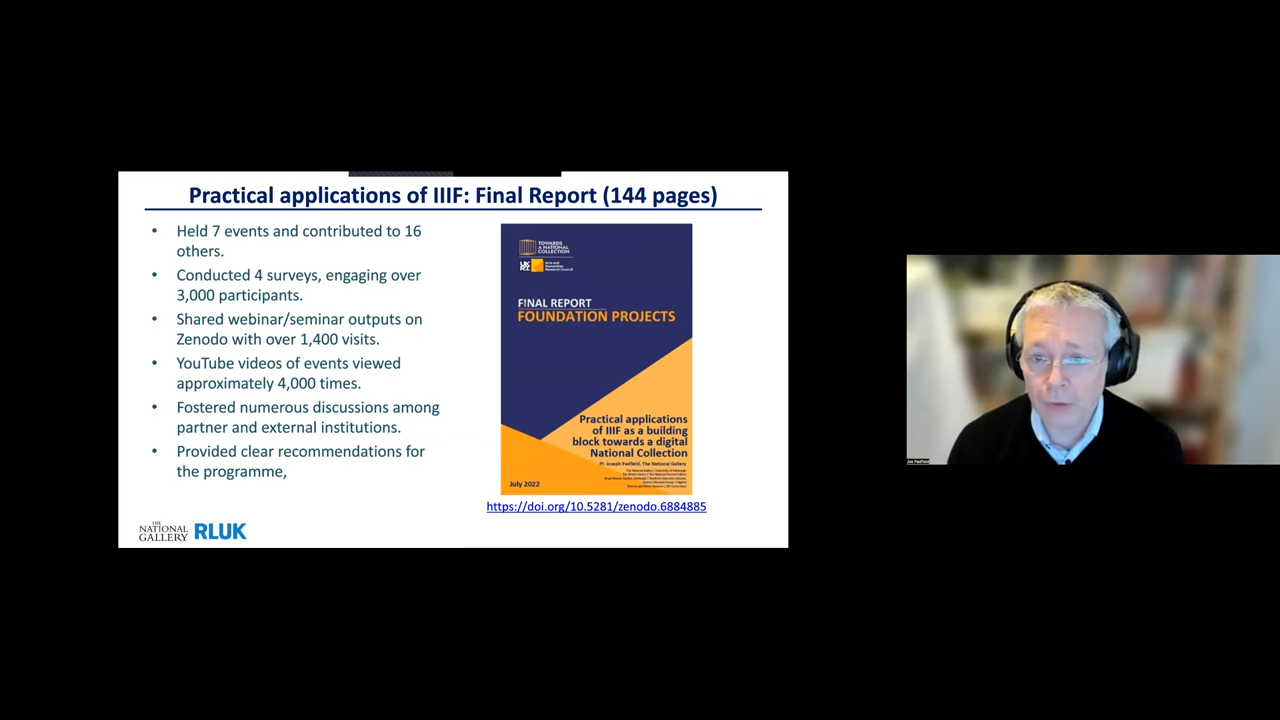 Practical applications of IIIF: Final Report (144 pages)
• Held 7 events and contributed to 16
others.
• Conducted 4 surveys, engaging over
3,000 participants.
• Shared webinar/seminar outputs on
Zenodo with over 1,400 visits.
• YouTube videos of events viewed
approximately 4,000 times.
• Fostered numerous discussions among
partner and external institutions.
• Provided clear recommendations for
the programme,
TOWARDS
A NATIONAL
COLLECTION
Arts and
Humanities
Research Council
FINAL REPORT
FOUNDATION PROJECTS
Practical applications
of IIIF as a building
block towards a digital
National Collection
PI: Joseph Padfield, The National Gallery
July 2022
https://doi.org/10.5281/zenodo.6884885
THE
NATIONAL
GALLERY
RLUK
Joe Padfield